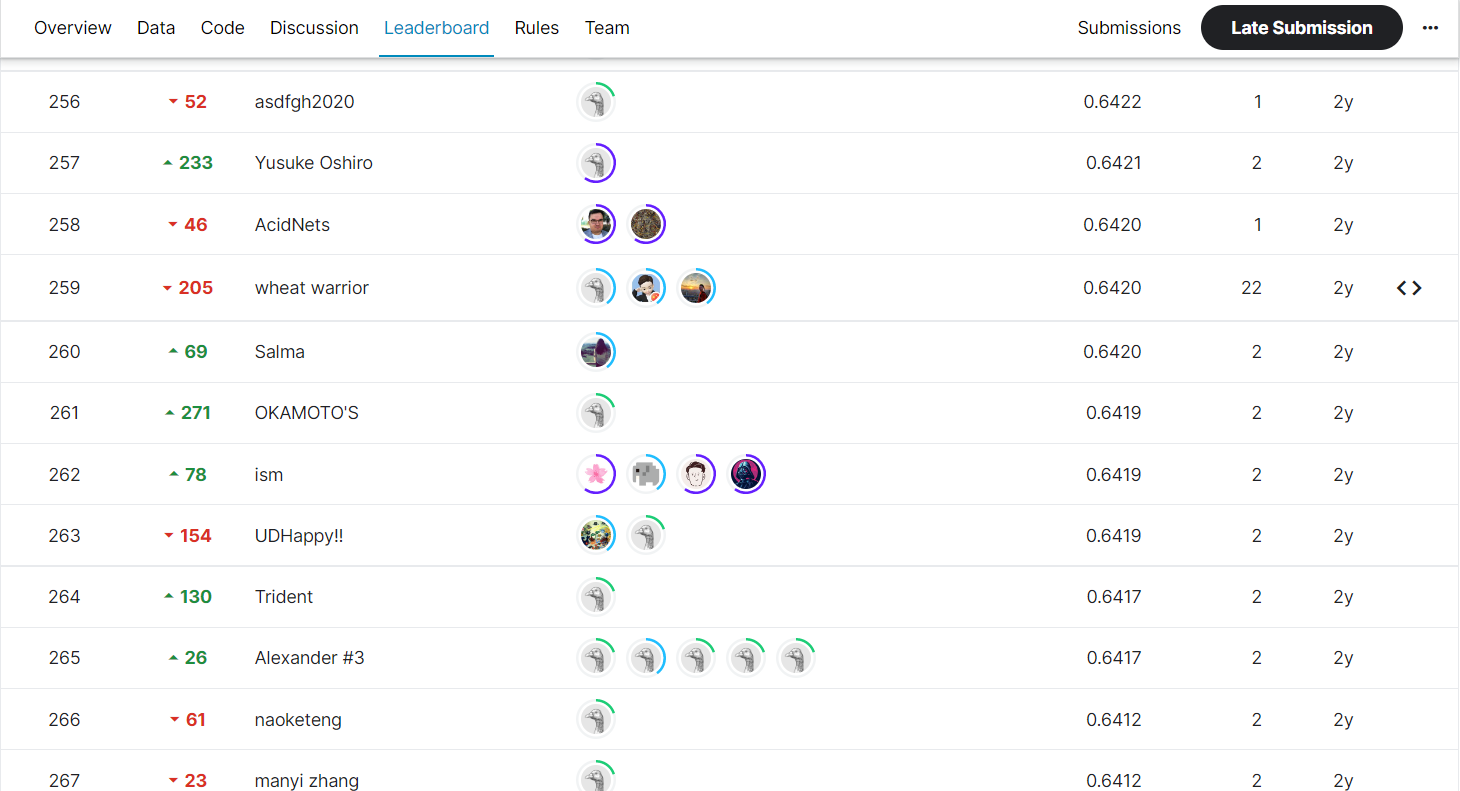 Overview Data Code Discussion Leaderboard Rules Team Submissions Late Submission
256 52 asdfgh2020 0.6422 1 2y
257 233 Yusuke Oshiro 0.6421 2 2y
258 46 AcidNets 0.6420 1 2y
259 205 wheat warrior 0.6420 22 2y
260 69 Salma 0.6420 2 2y
261 271 OKAMOTO'S 0.6419 2 2y
262 78 ism 0.6419 2 2y
263 154 UDHappy!! 0.6419 2 2y
264 130 Trident 0.6417 2 2y
265 26 Alexander #3 0.6417 2 2y
266 61 naoketeng 0.6412 2 2y
267 23 manyi zhang 0.6412 2 2y